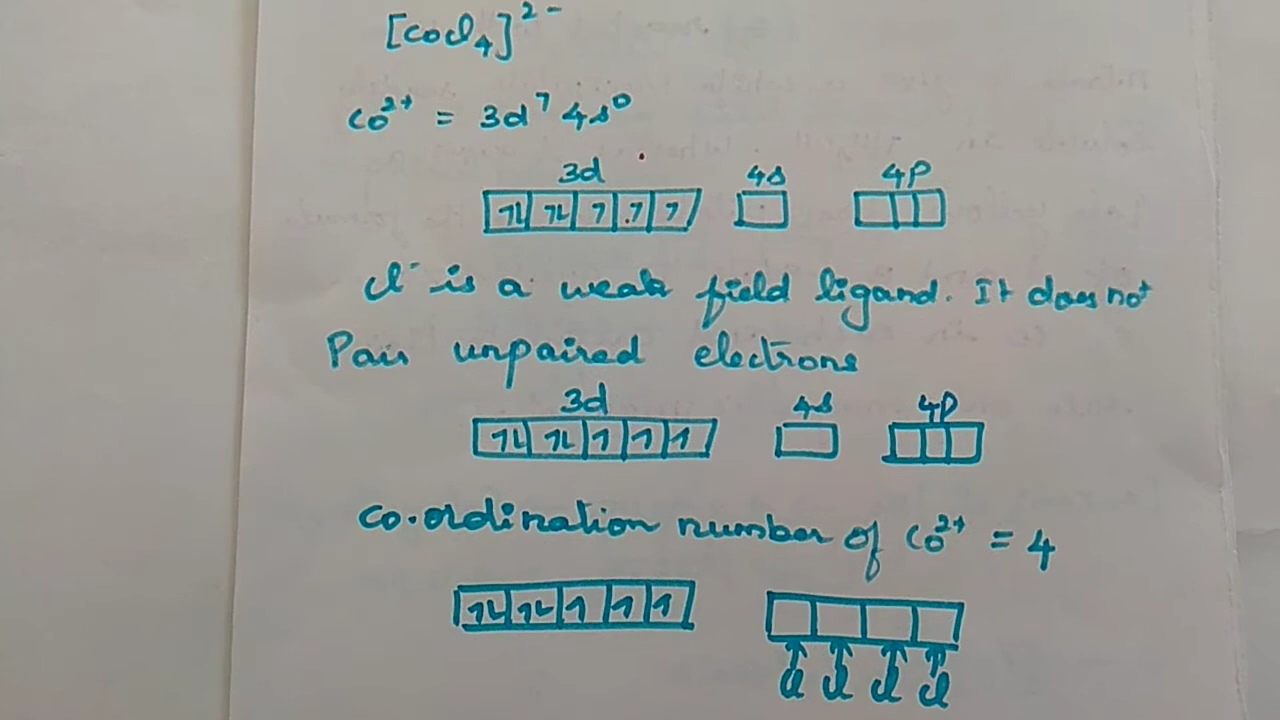 [CoCl₄]²⁻
Co²⁺ = 3d⁷ 4s⁰
3d 4s 4p
Cl⁻ is a weak field ligand. It does not
Pair unpaired electrons
3d 4s 4p
Co.ordination number of Co²⁺ = 4
Cl Cl Cl Cl